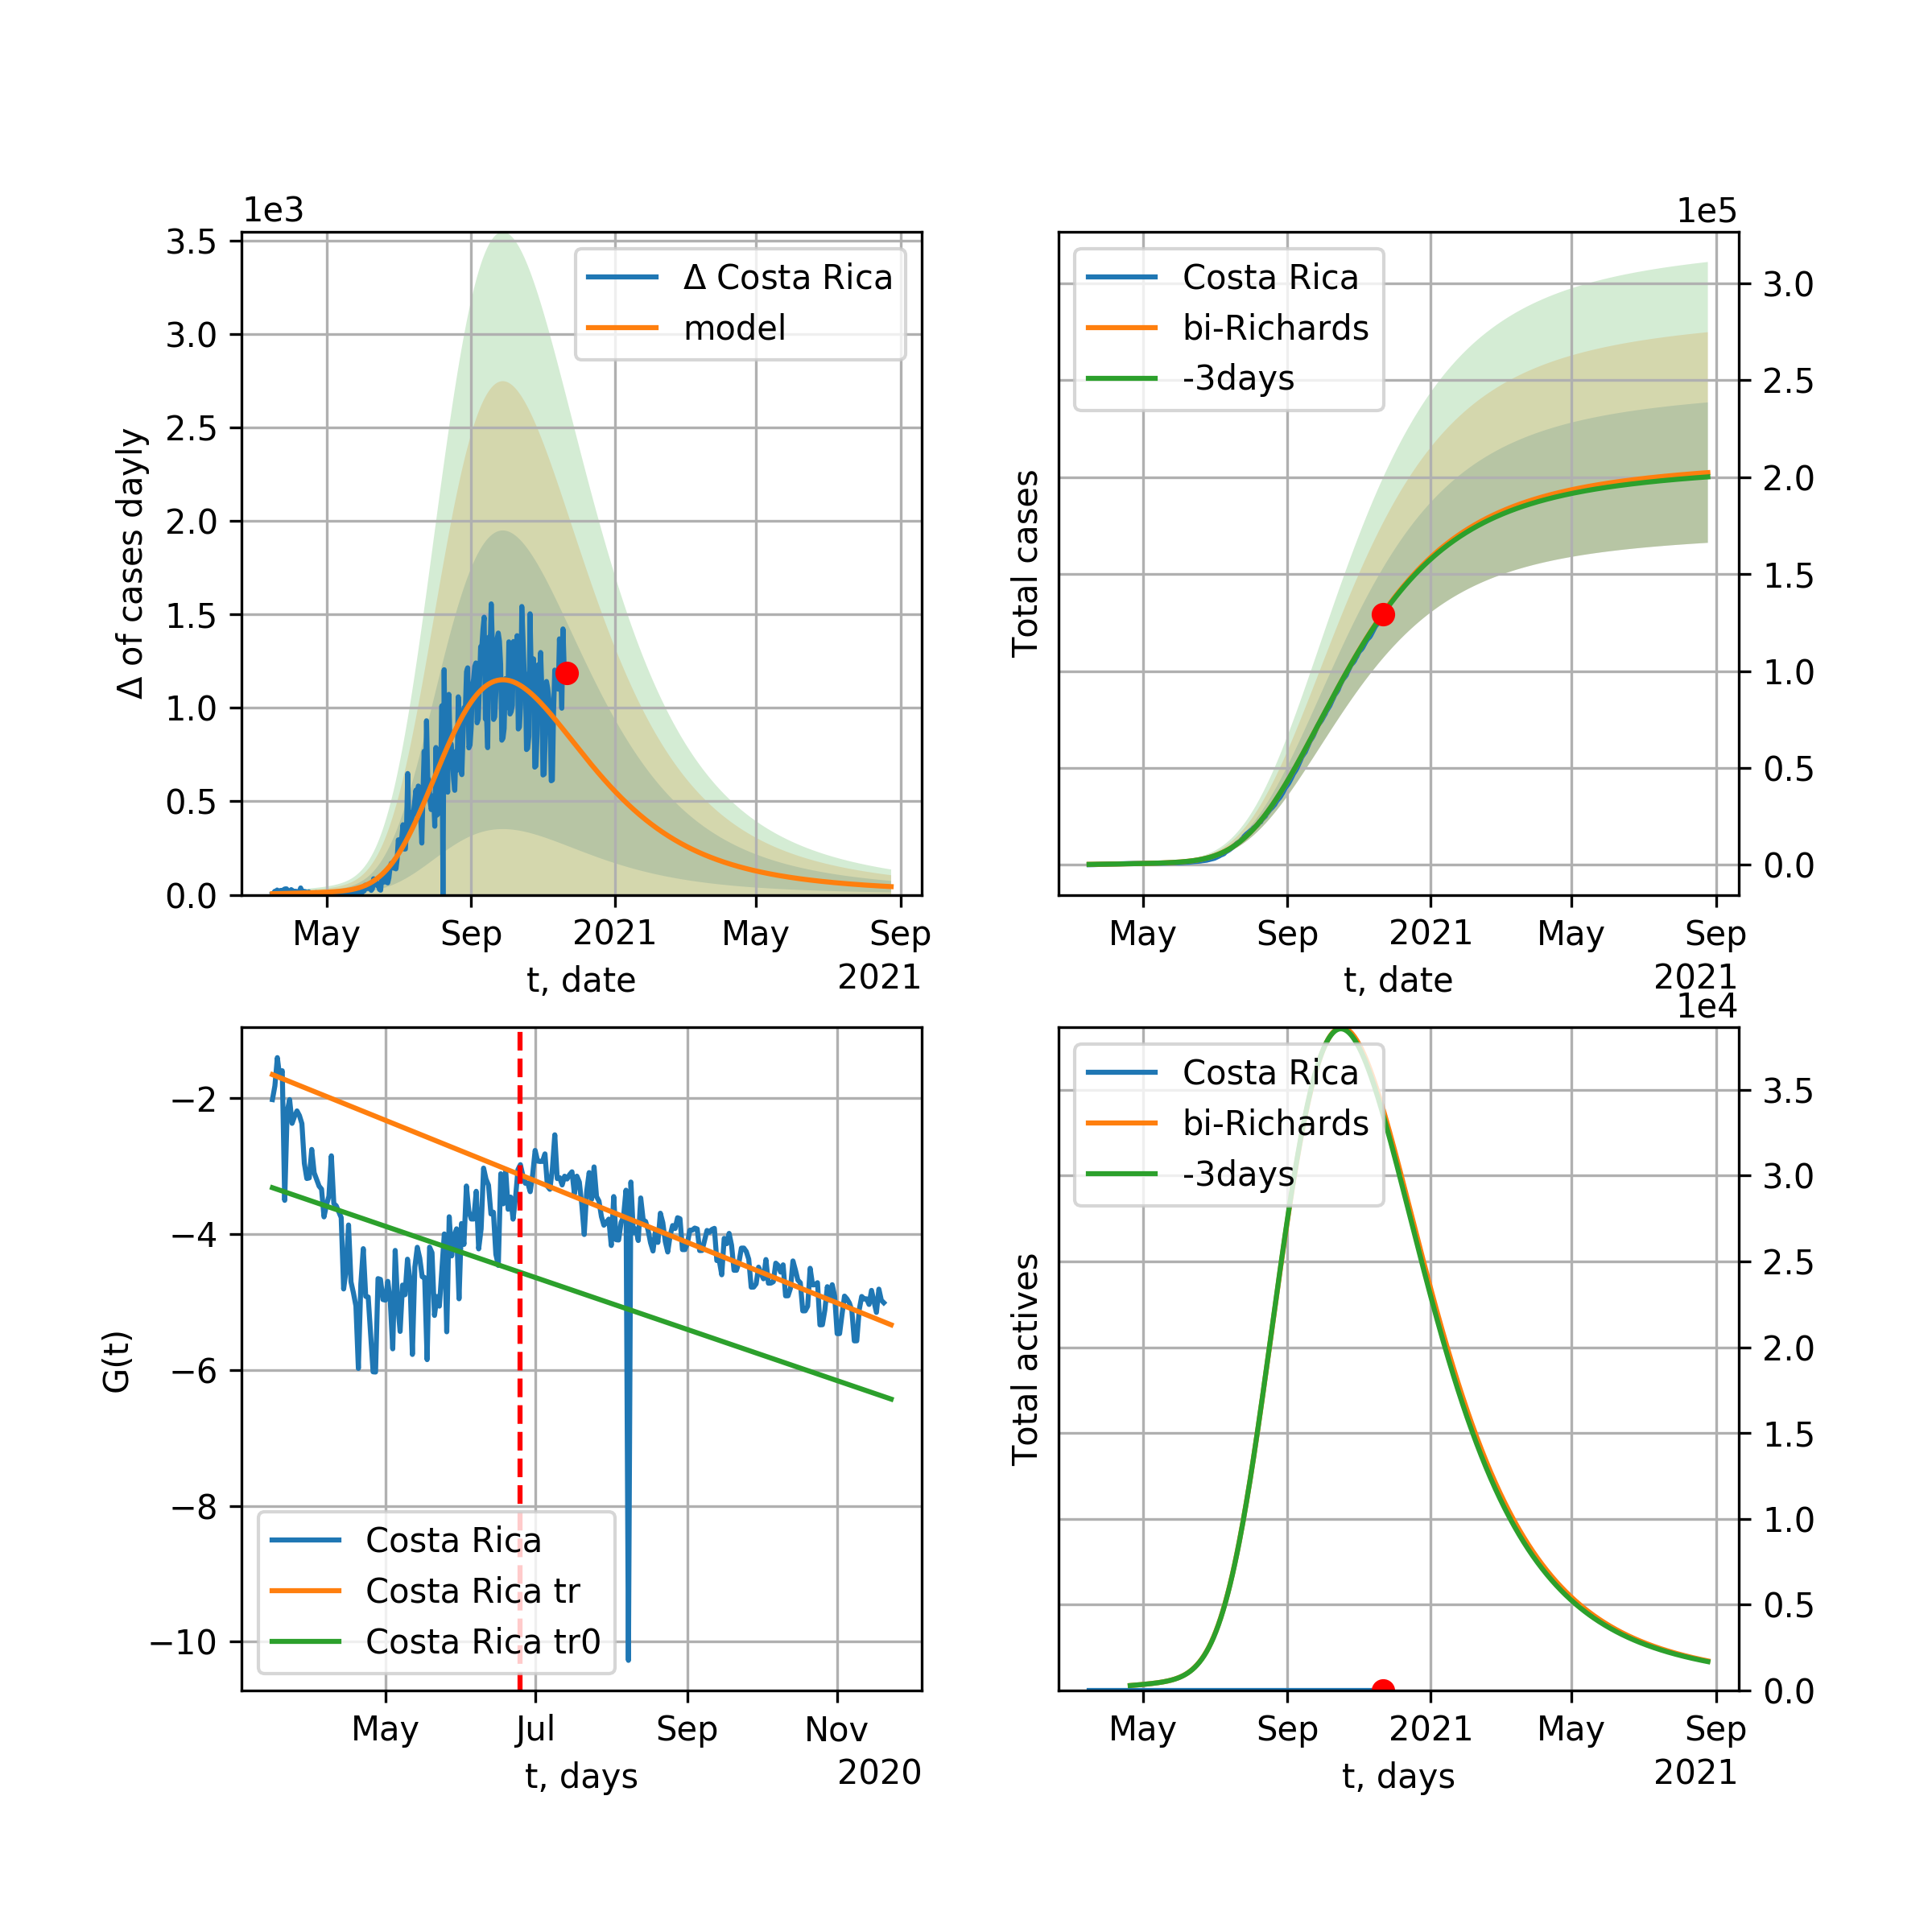 1e3
3.5
3.0
2.5
2.0
1.5
1.0
0.5
0.0
Δ of cases dayly
Δ Costa Rica
model
May Sep 2021 May Sep
t, date
2021
1e5
Costa Rica
bi-Richards
-3days
Total cases
3.0
2.5
2.0
1.5
1.0
0.5
0.0
May Sep 2021 May Sep
t, date
2021
−2
−4
−6
−8
−10
G(t)
Costa Rica
Costa Rica tr
Costa Rica tr0
May Jul Sep Nov
t, days
2020
1e4
Costa Rica
bi-Richards
-3days
Total actives
3.5
3.0
2.5
2.0
1.5
1.0
0.5
0.0
May Sep 2021 May Sep
t, days
2021